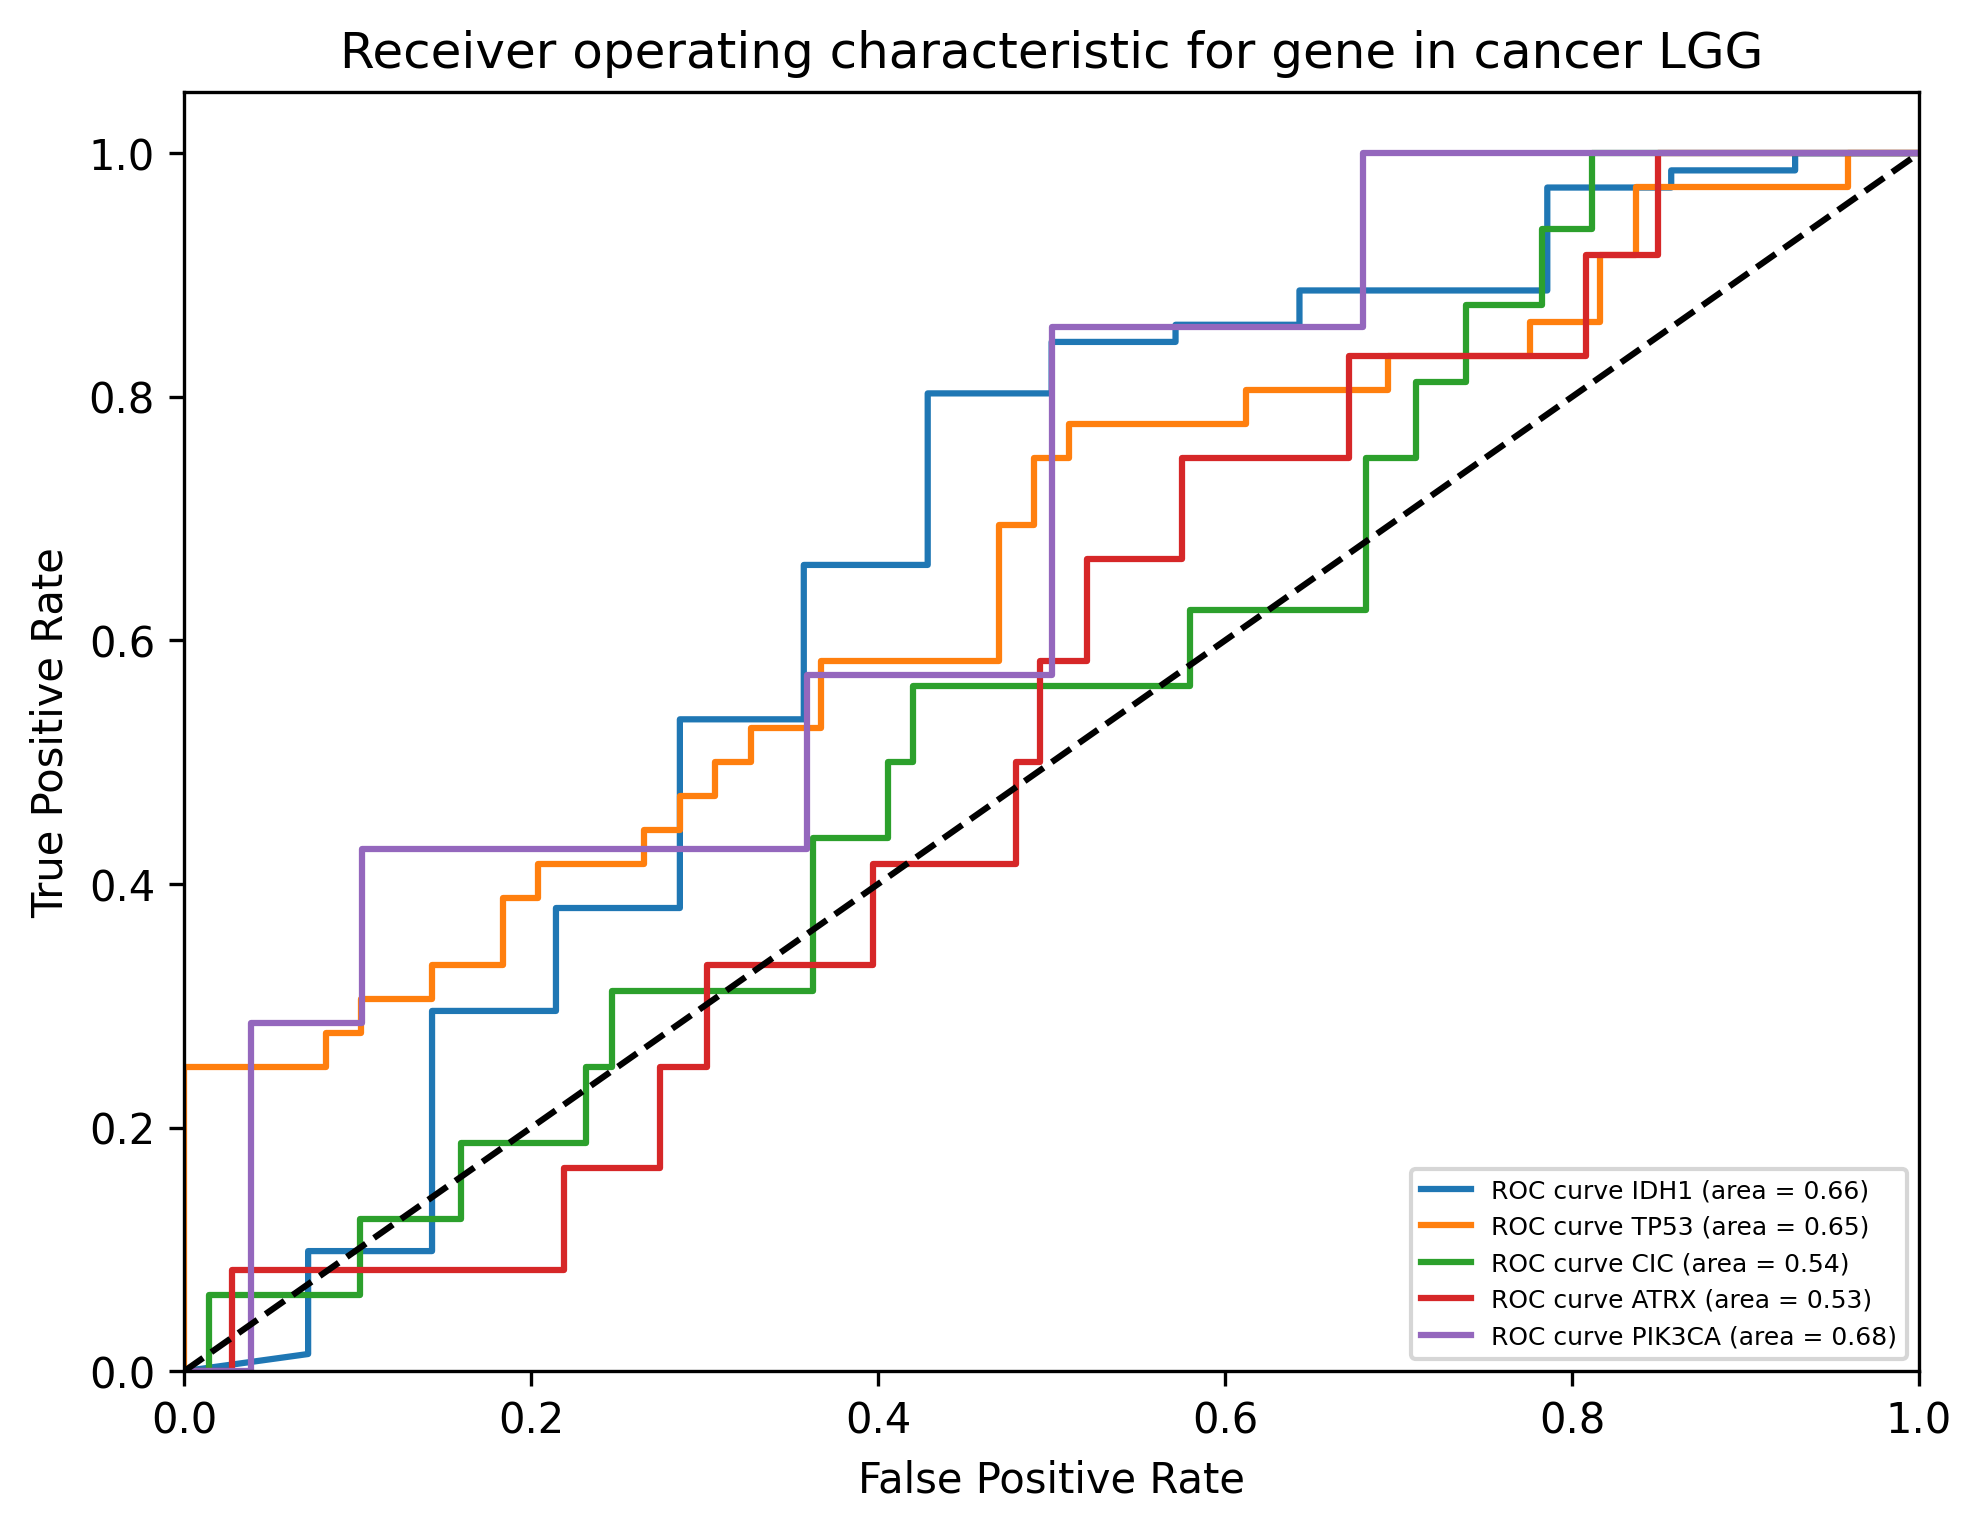 Receiver operating characteristic for gene in cancer LGG
1.0
0.8
0.6
0.4
0.2
0.0
True Positive Rate
ROC curve IDH1 (area = 0.66)
ROC curve TP53 (area = 0.65)
ROC curve CIC (area = 0.54)
ROC curve ATRX (area = 0.53)
ROC curve PIK3CA (area = 0.68)
0.0 0.2 0.4 0.6 0.8 1.0
False Positive Rate